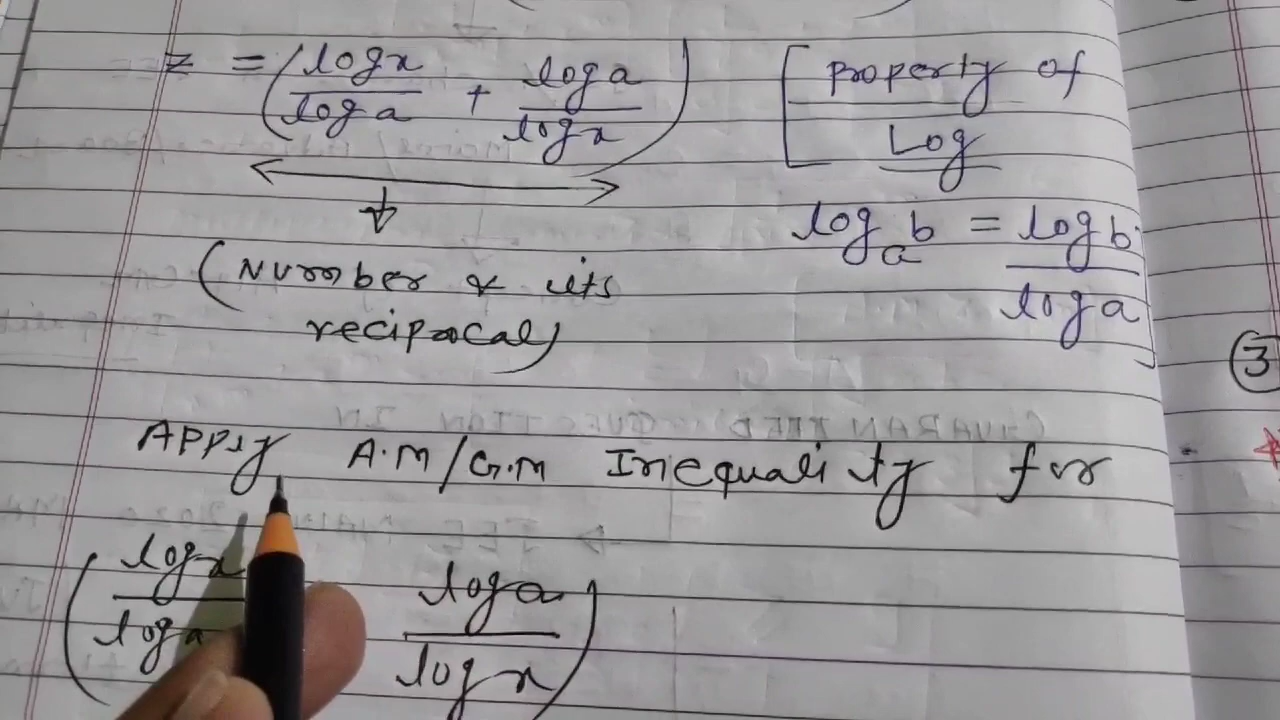 z = (log x / log a + log a / log x) [Property of
Log
log_a b = log b / log a]
(Number & its
reciprocal)
Apply A.M/G.M Inequality for
(log x / log a log a / log x)
3